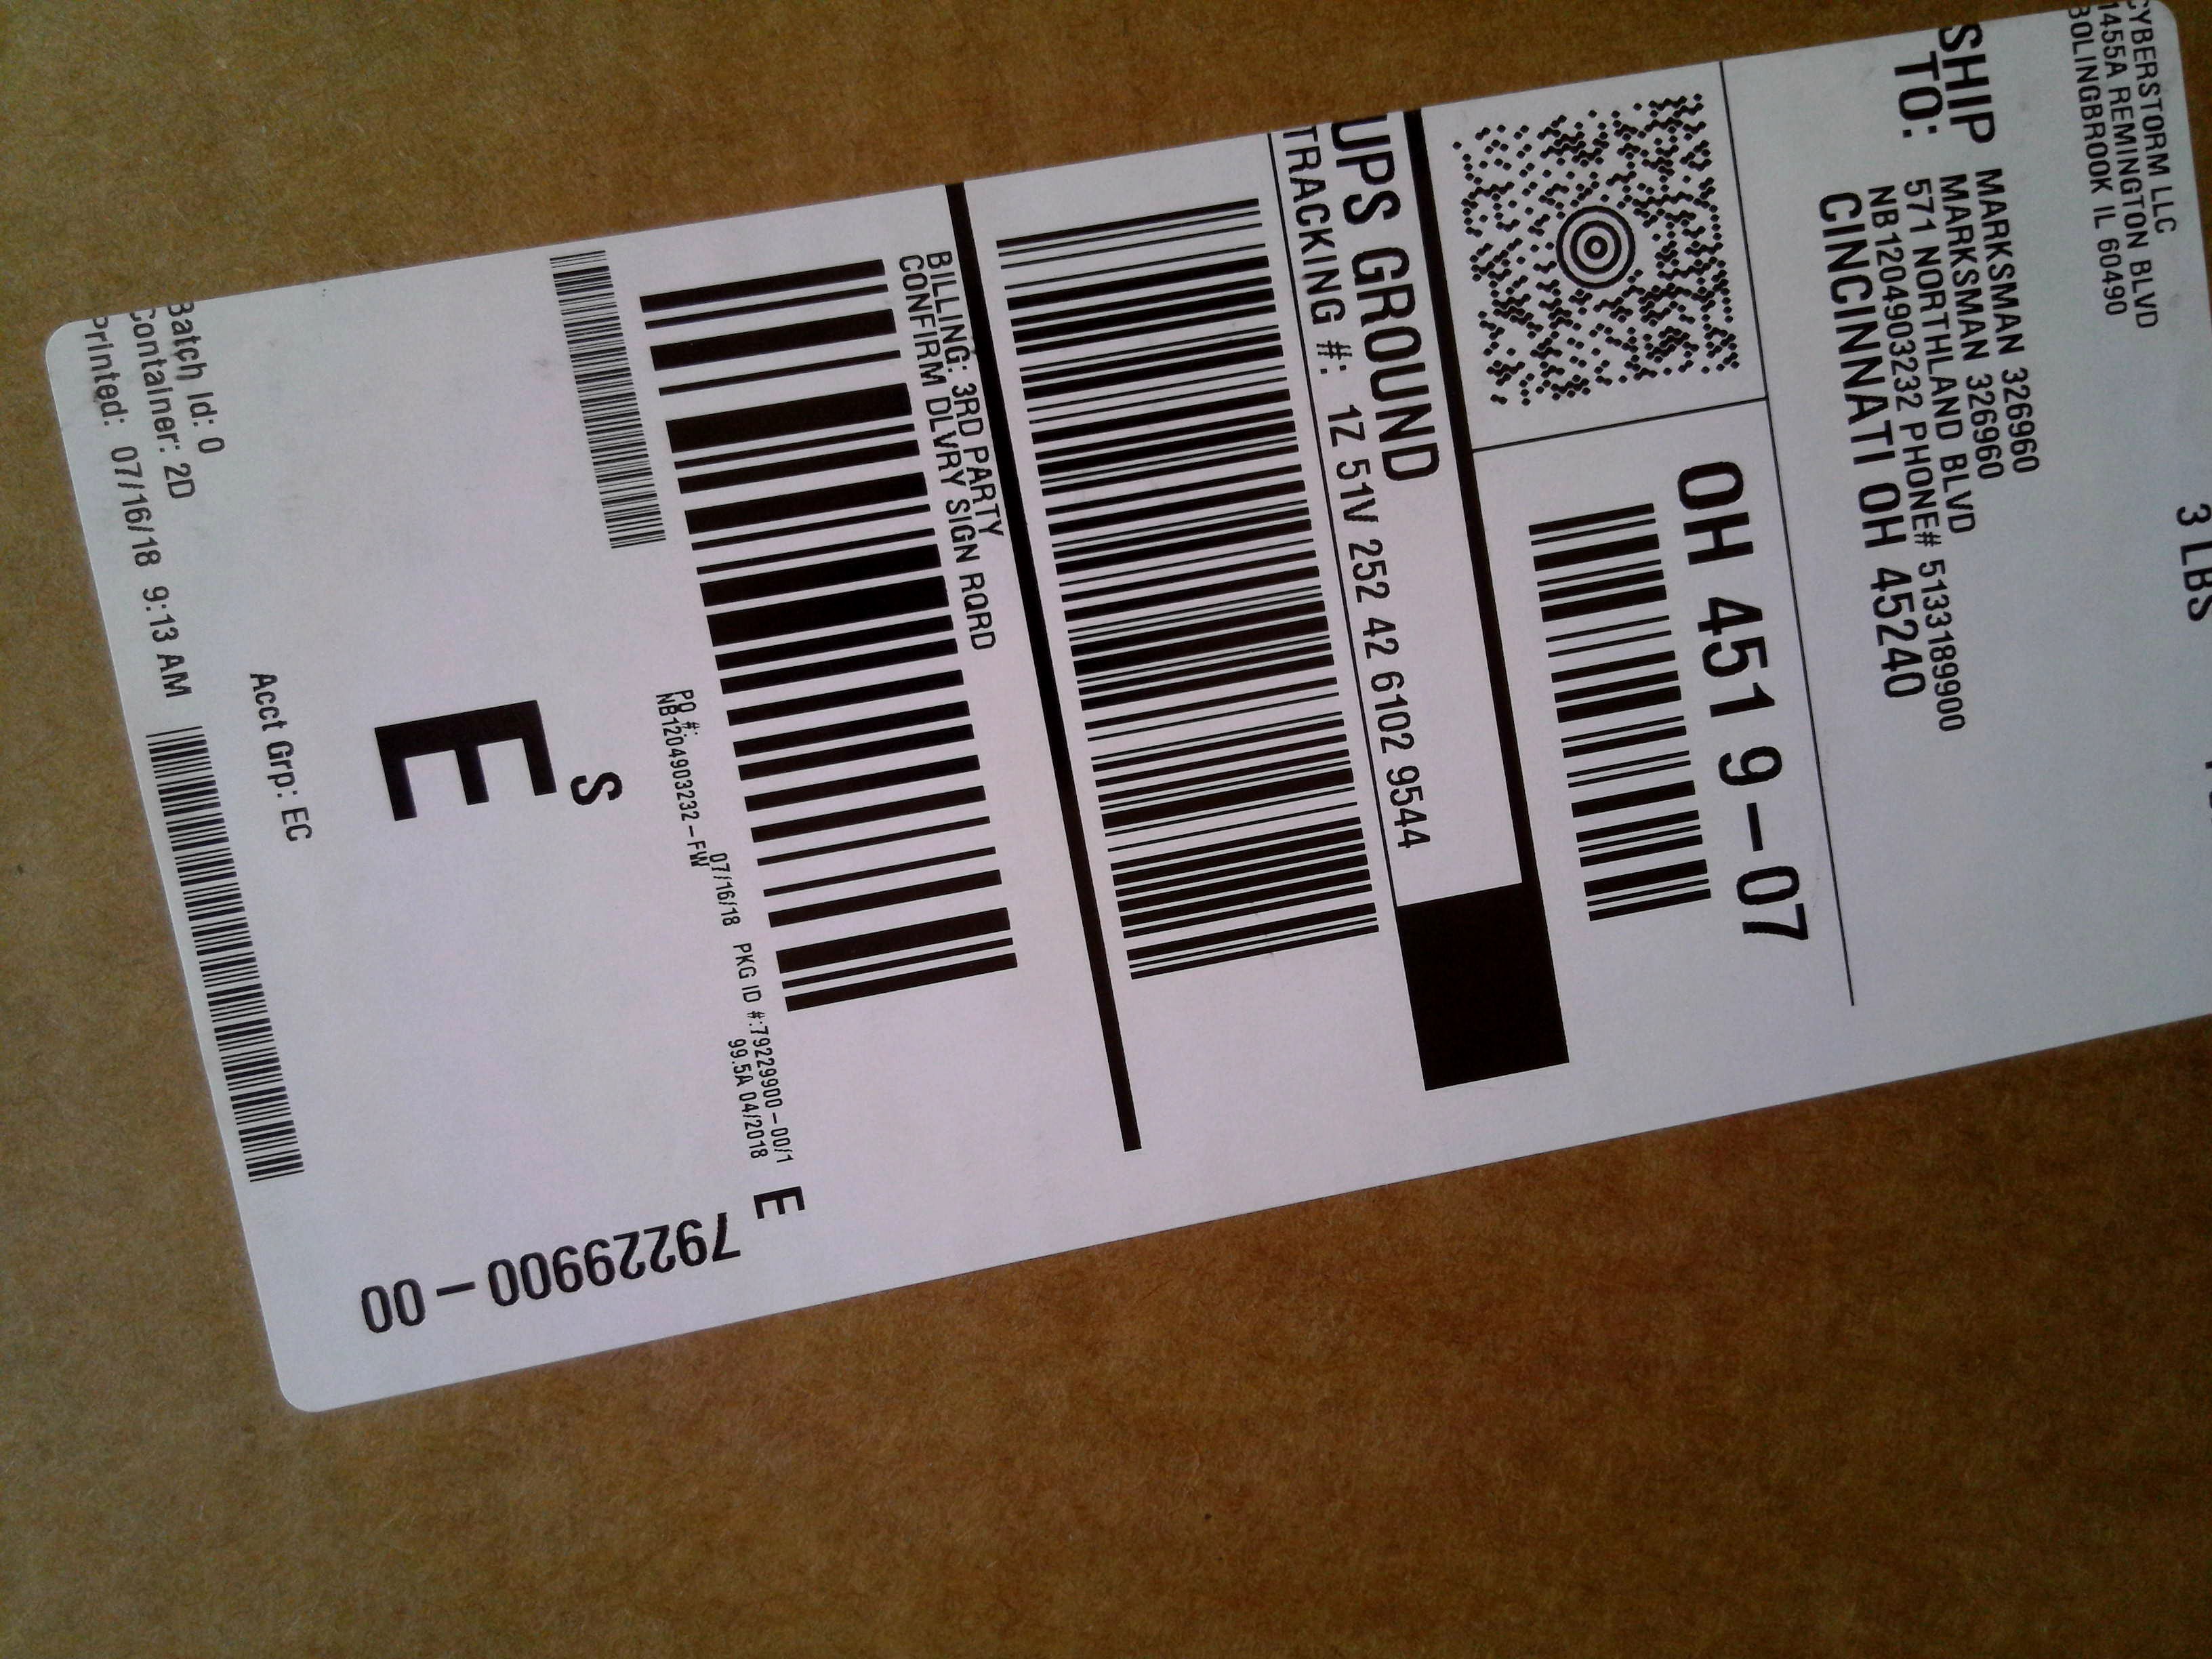 CYBERSTORM LLC
1455A REMINGTON BLVD
BOLINGBROOK IL 60490
3 LBS
SHIP
TO:
MARKSMAN 326960
MARKSMAN 326960
571 NORTHLAND BLVD
NB1204903232 PHONE# 5133189900
CINCINNATI OH 45240
OH 451 9-07
UPS GROUND
TRACKING #: 1Z 51V 252 42 6102 9544
BILLING: 3RD PARTY
CONFIRM DLVRY SIGN RQRD
PO #:
NB1204903232-FW
07/16/18 PKG ID #:79229900-00/1
99.5A 04/2018
S
E
E
79229900-00
Acct Grp: EC
Batch Id: 0
Container: 2D
Printed: 07/16/18 9:13 AM